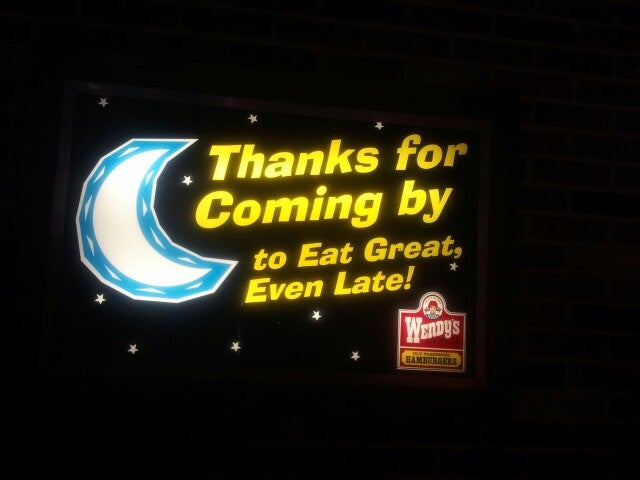 Thanks for
Coming by
to Eat Great,
Even Late!
WENDY'S
OLD FASHIONED
HAMBURGERS